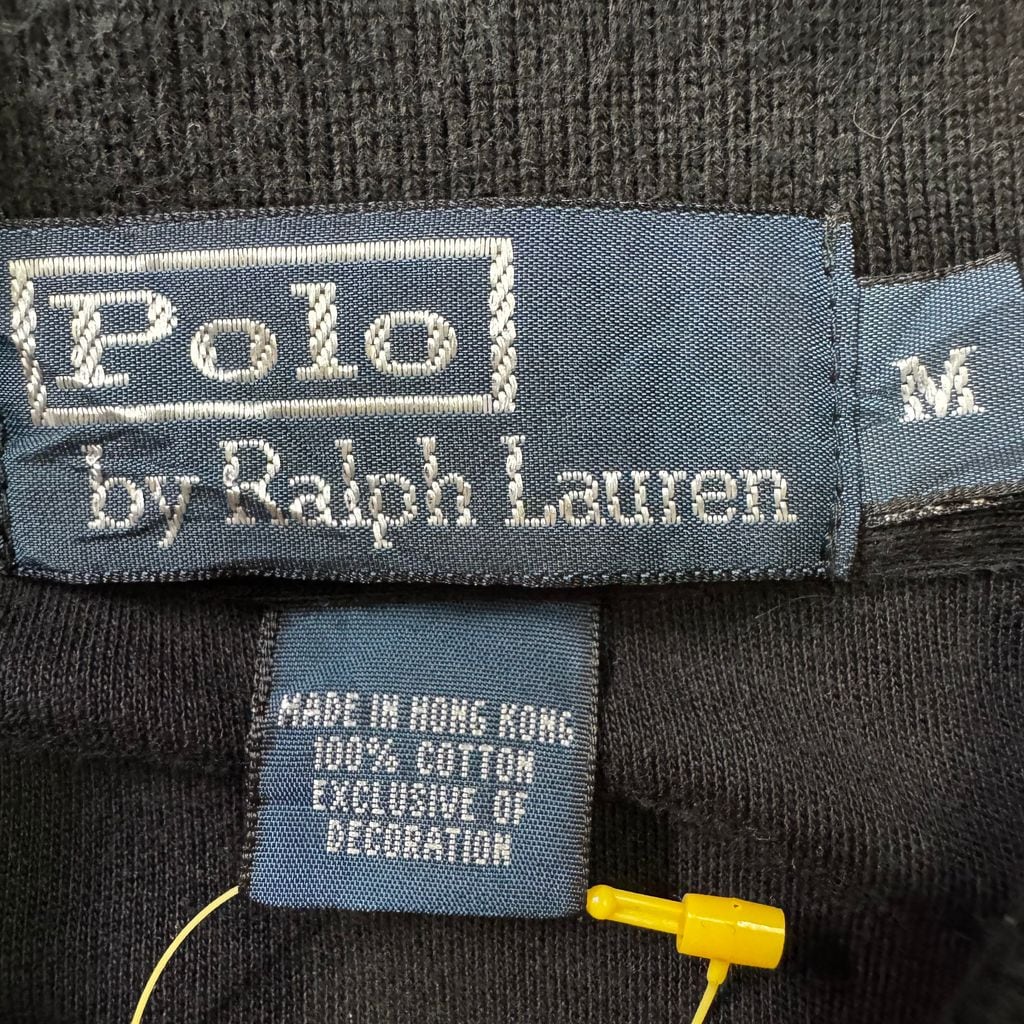 Polo
by Ralph Lauren
M
MADE IN HONG KONG
100% COTTON
EXCLUSIVE OF
DECORATION